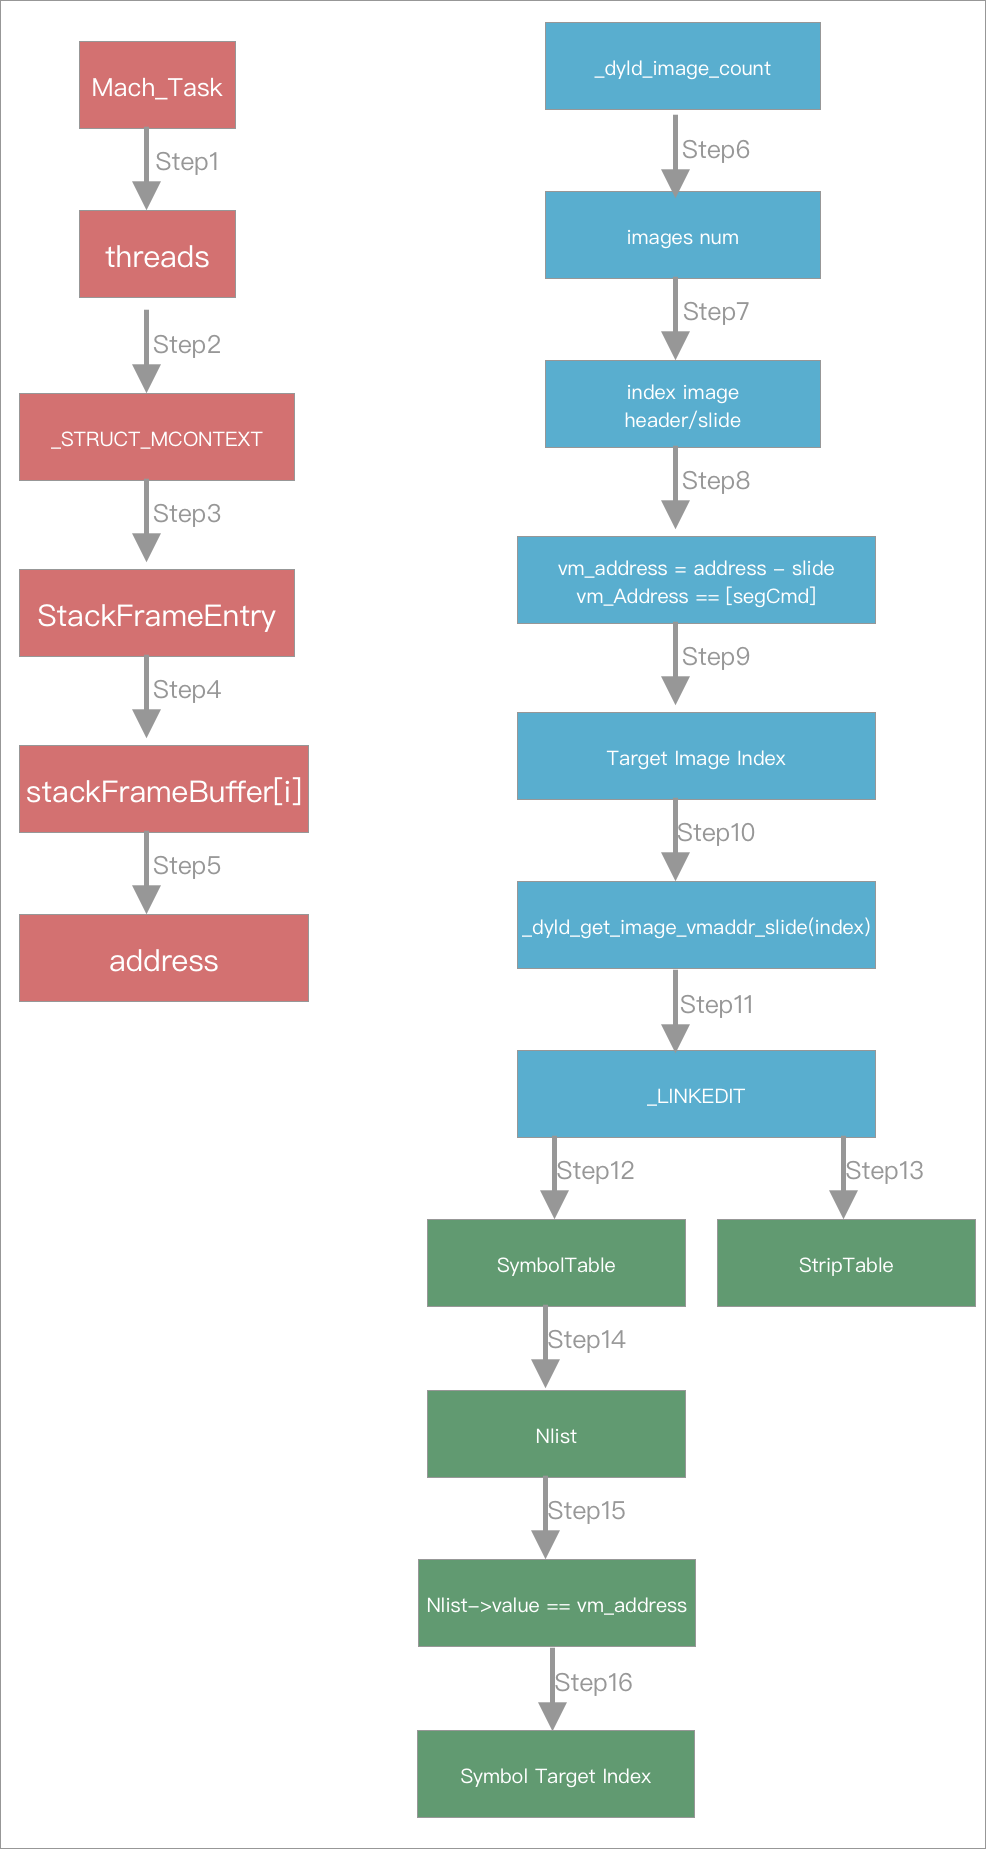 Mach_Task
Step1
threads
Step2
_STRUCT_MCONTEXT
Step3
StackFrameEntry
Step4
stackFrameBuffer[i]
Step5
address
_dyld_image_count
Step6
images num
Step7
index image
header/slide
Step8
vm_address = address - slide
vm_Address == [segCmd]
Step9
Target Image Index
Step10
_dyld_get_image_vmaddr_slide(index)
Step11
_LINKEDIT
Step12
Step13
SymbolTable
StripTable
Step14
Nlist
Step15
Nlist->value == vm_address
Step16
Symbol Target Index